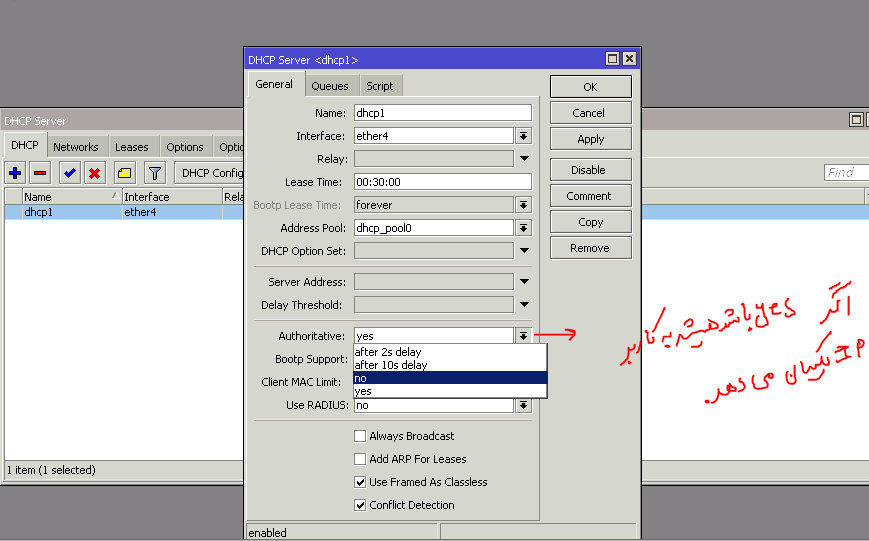 DHCP Server
DHCP
Networks
Leases
Options
DHCP Config
Find
Name
Interface
Rela
dhcp1
ether4
1 item (1 selected)
DHCP Server <dhcp1>
General
Queues
Script
Name:
dhcp1
Interface:
ether4
Relay:
Lease Time:
00:30:00
Bootp Lease Time:
forever
Address Pool:
dhcp_pool0
DHCP Option Set:
Server Address:
Delay Threshold:
Authoritative:
yes
after 2s delay
after 10s delay
no
yes
Bootp Support:
Client MAC Limit:
Use RADIUS:
no
Always Broadcast
Add ARP For Leases
Use Framed As Classless
Conflict Detection
enabled
OK
Cancel
Apply
Disable
Comment
Copy
Remove
اگر yes باشد همیشه به کاربر
IP یکسان می دهد.